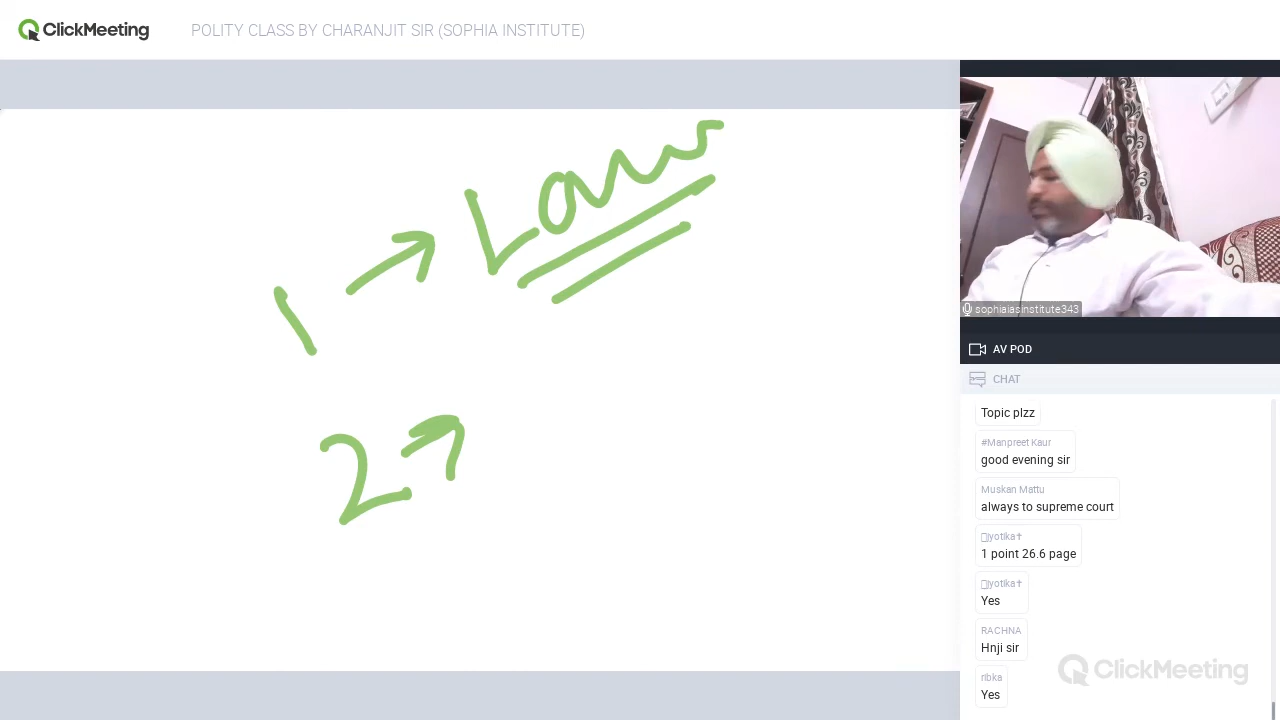 ClickMeeting
POLITY CLASS BY CHARANJIT SIR (SOPHIA INSTITUTE)
1 → Law
2 →
sophiaiasinstitute343
AV POD
CHAT
Topic plzz
#Manpreet Kaur
good evening sir
Muskan Mattu
always to supreme court
yotika✝
1 point 26.6 page
yotika✝
Yes
RACHNA
Hnji sir
ribka
Yes
ClickMeeting